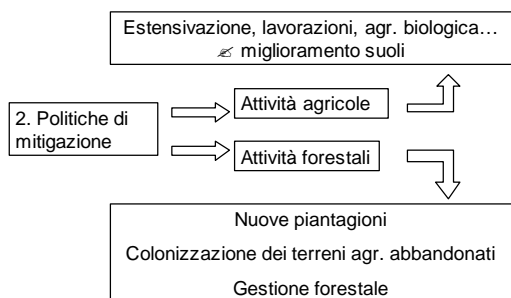 Estensivazione, lavorazioni, agr. biologica…
✍ miglioramento suoli
2. Politiche di
mitigazione
Attività agricole
Attività forestali
Nuove piantagioni
Colonizzazione dei terreni agr. abbandonati
Gestione forestale